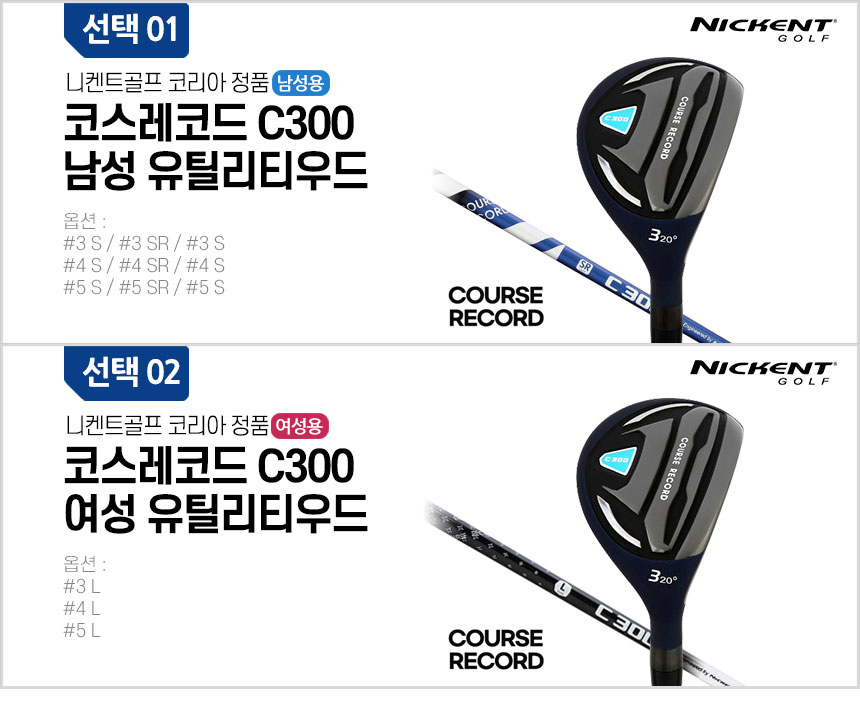 선택 01
NICKENT
GOLF
니켄트골프 코리아 정품 남성용
코스레코드 C300
남성 유틸리티우드
옵션 :
#3 S / #3 SR / #3 S
#4 S / #4 SR / #4 S
#5 S / #5 SR / #5 S
C300
COURSE RECORD
3 20°
SR
COURSE
RECORD
선택 02
NICKENT
GOLF
니켄트골프 코리아 정품 여성용
코스레코드 C300
여성 유틸리티우드
옵션 :
#3 L
#4 L
#5 L
C300
COURSE RECORD
3 20°
L
COURSE
RECORD